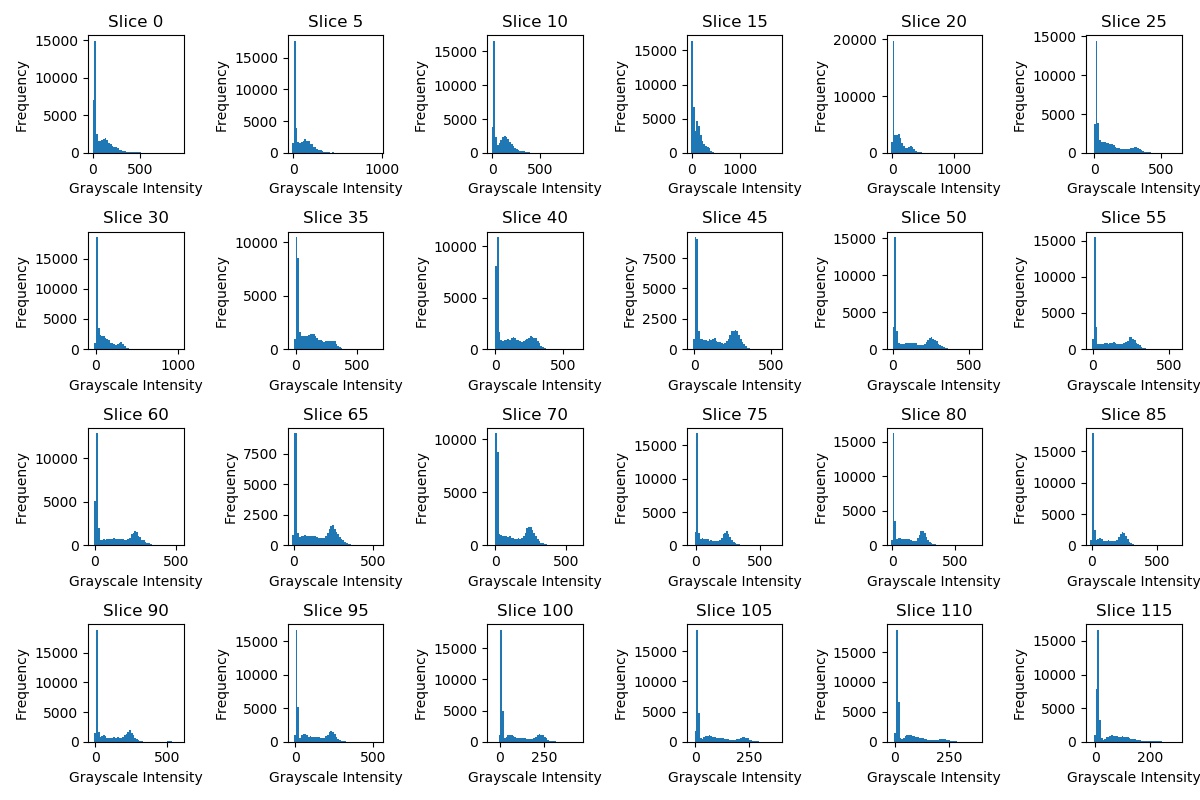 Slice 0 Slice 5 Slice 10 Slice 15 Slice 20 Slice 25
15000 10000 5000 0 Frequency 15000 10000 5000 0 Frequency 15000 10000 5000 0 Frequency 15000 10000 5000 0 Frequency 20000 10000 0 Frequency 15000 10000 5000 0 Frequency
0 500 0 1000 0 500 0 1000 0 1000 0 500
Grayscale Intensity Grayscale Intensity Grayscale Intensity Grayscale Intensity Grayscale Intensity Grayscale Intensity
Slice 30 Slice 35 Slice 40 Slice 45 Slice 50 Slice 55
15000 10000 5000 0 Frequency 10000 5000 0 Frequency 10000 5000 0 Frequency 7500 5000 2500 0 Frequency 15000 10000 5000 0 Frequency 15000 10000 5000 0 Frequency
0 1000 0 500 0 500 0 500 0 500 0 500
Grayscale Intensity Grayscale Intensity Grayscale Intensity Grayscale Intensity Grayscale Intensity Grayscale Intensity
Slice 60 Slice 65 Slice 70 Slice 75 Slice 80 Slice 85
10000 5000 0 Frequency 7500 5000 2500 0 Frequency 10000 5000 0 Frequency 15000 10000 5000 0 Frequency 15000 10000 5000 0 Frequency 15000 10000 5000 0 Frequency
0 500 0 500 0 500 0 500 0 500 0 500
Grayscale Intensity Grayscale Intensity Grayscale Intensity Grayscale Intensity Grayscale Intensity Grayscale Intensity
Slice 90 Slice 95 Slice 100 Slice 105 Slice 110 Slice 115
15000 10000 5000 0 Frequency 15000 10000 5000 0 Frequency 15000 10000 5000 0 Frequency 15000 10000 5000 0 Frequency 15000 10000 5000 0 Frequency 15000 10000 5000 0 Frequency
0 500 0 500 0 250 0 250 0 250 0 200
Grayscale Intensity Grayscale Intensity Grayscale Intensity Grayscale Intensity Grayscale Intensity Grayscale Intensity